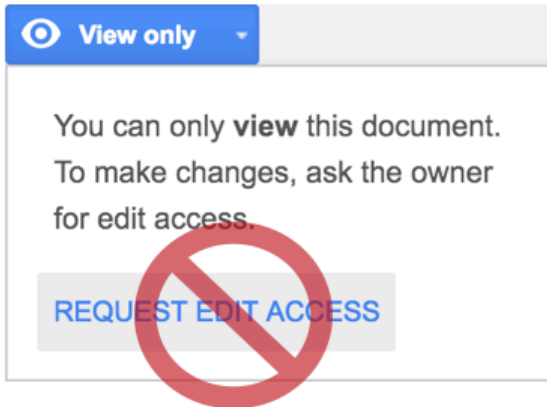 View only
You can only view this document.
To make changes, ask the owner
for edit access.
REQUEST EDIT ACCESS